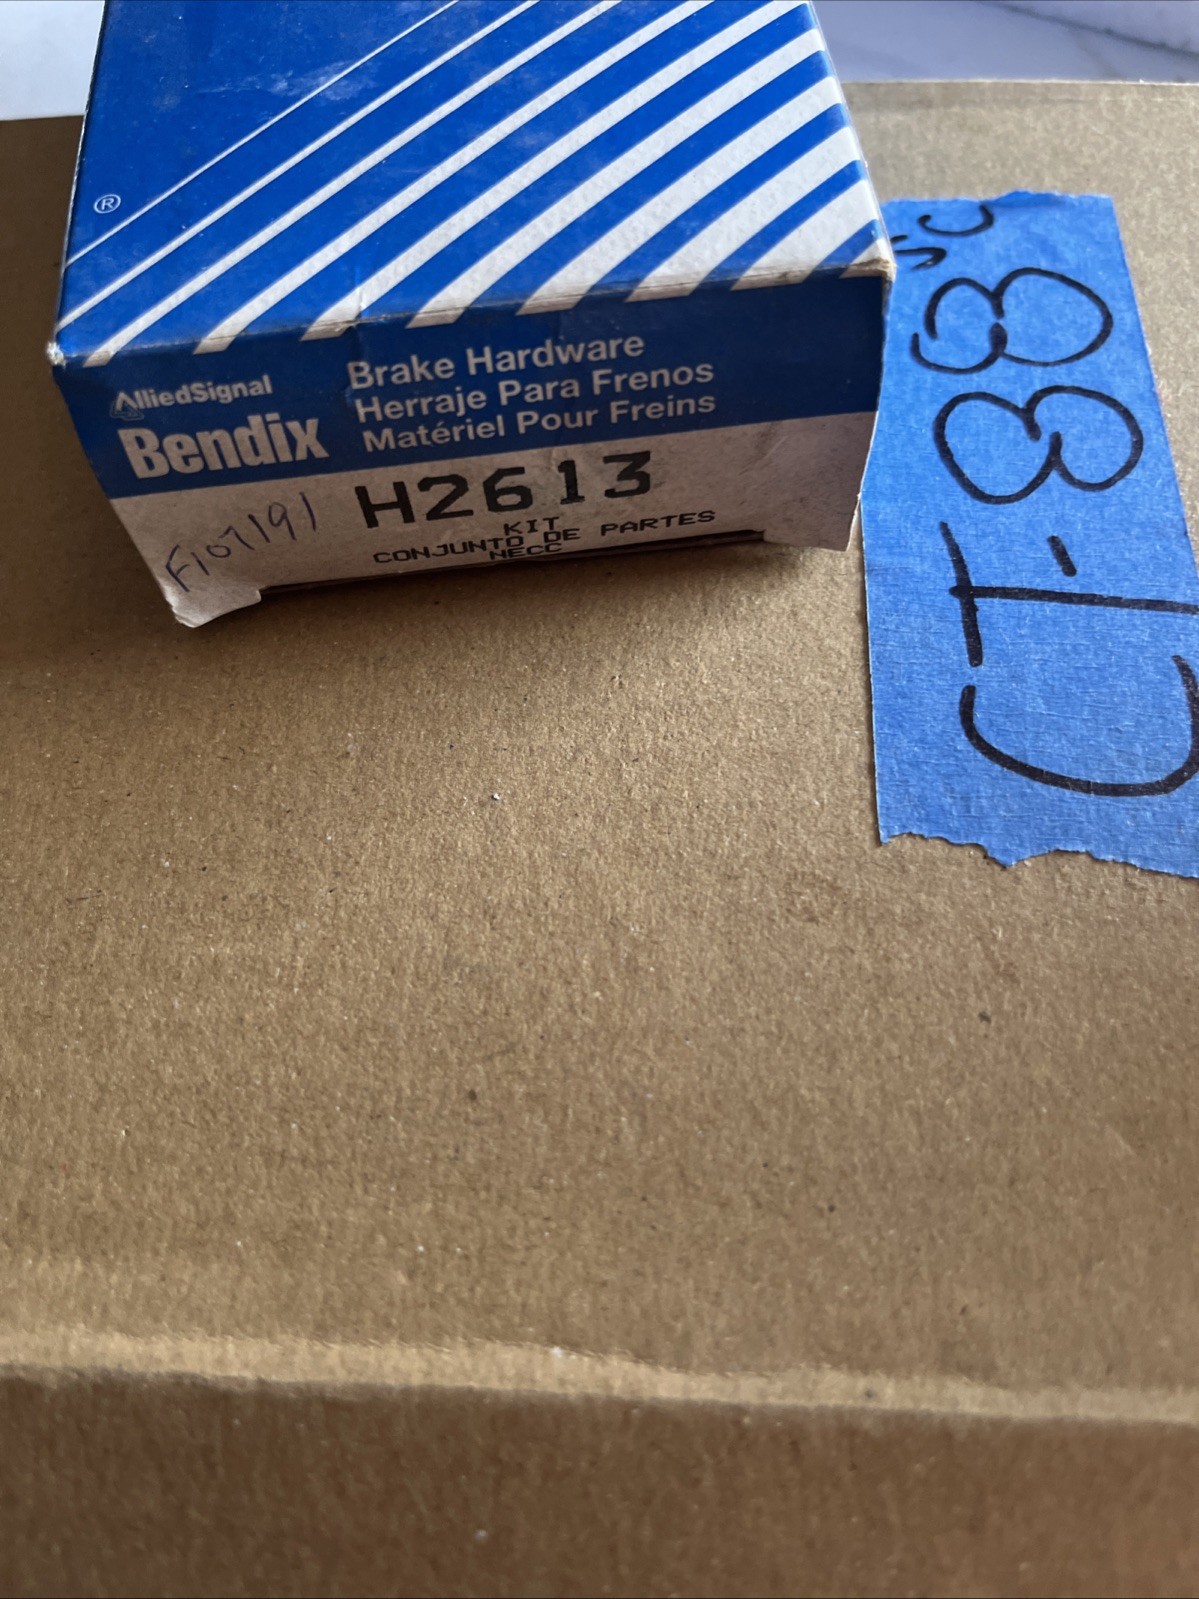 ®
AlliedSignal
Bendix
Brake Hardware
Herraje Para Frenos
Matériel Pour Freins
F107191
H2613
KIT
CONJUNTO DE PARTES
NECC
CT-88